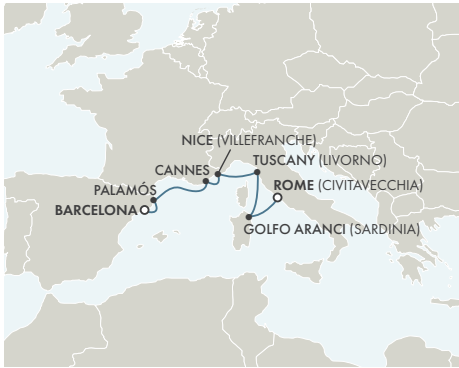 NICE (VILLEFRANCHE)
CANNES
TUSCANY (LIVORNO)
PALAMÓS
ROME (CIVITAVECCHIA)
BARCELONA
GOLFO ARANCI (SARDINIA)